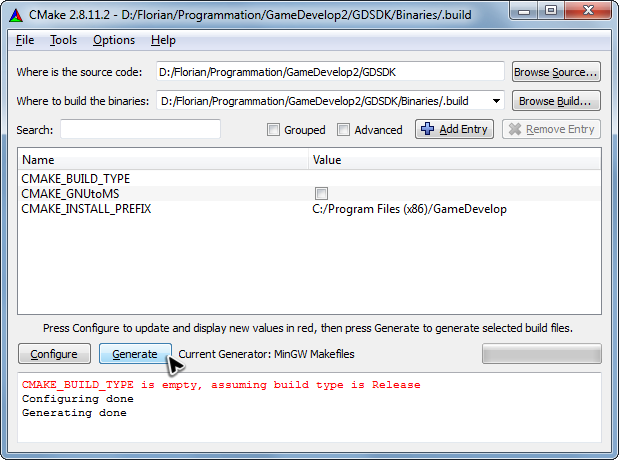 CMake 2.8.11.2 - D:/Florian/Programmation/GameDevelop2/GDSDK/Binaries/.build
File Tools Options Help
Where is the source code: D:/Florian/Programmation/GameDevelop2/GDSDK Browse Source...
Where to build the binaries: D:/Florian/Programmation/GameDevelop2/GDSDK/Binaries/.build Browse Build...
Search: Grouped Advanced Add Entry Remove Entry
Name Value
CMAKE_BUILD_TYPE
CMAKE_GNUtoMS
CMAKE_INSTALL_PREFIX C:/Program Files (x86)/GameDevelop
Press Configure to update and display new values in red, then press Generate to generate selected build files.
Configure Generate Current Generator: MinGW Makefiles
CMAKE_BUILD_TYPE is empty, assuming build type is Release
Configuring done
Generating done